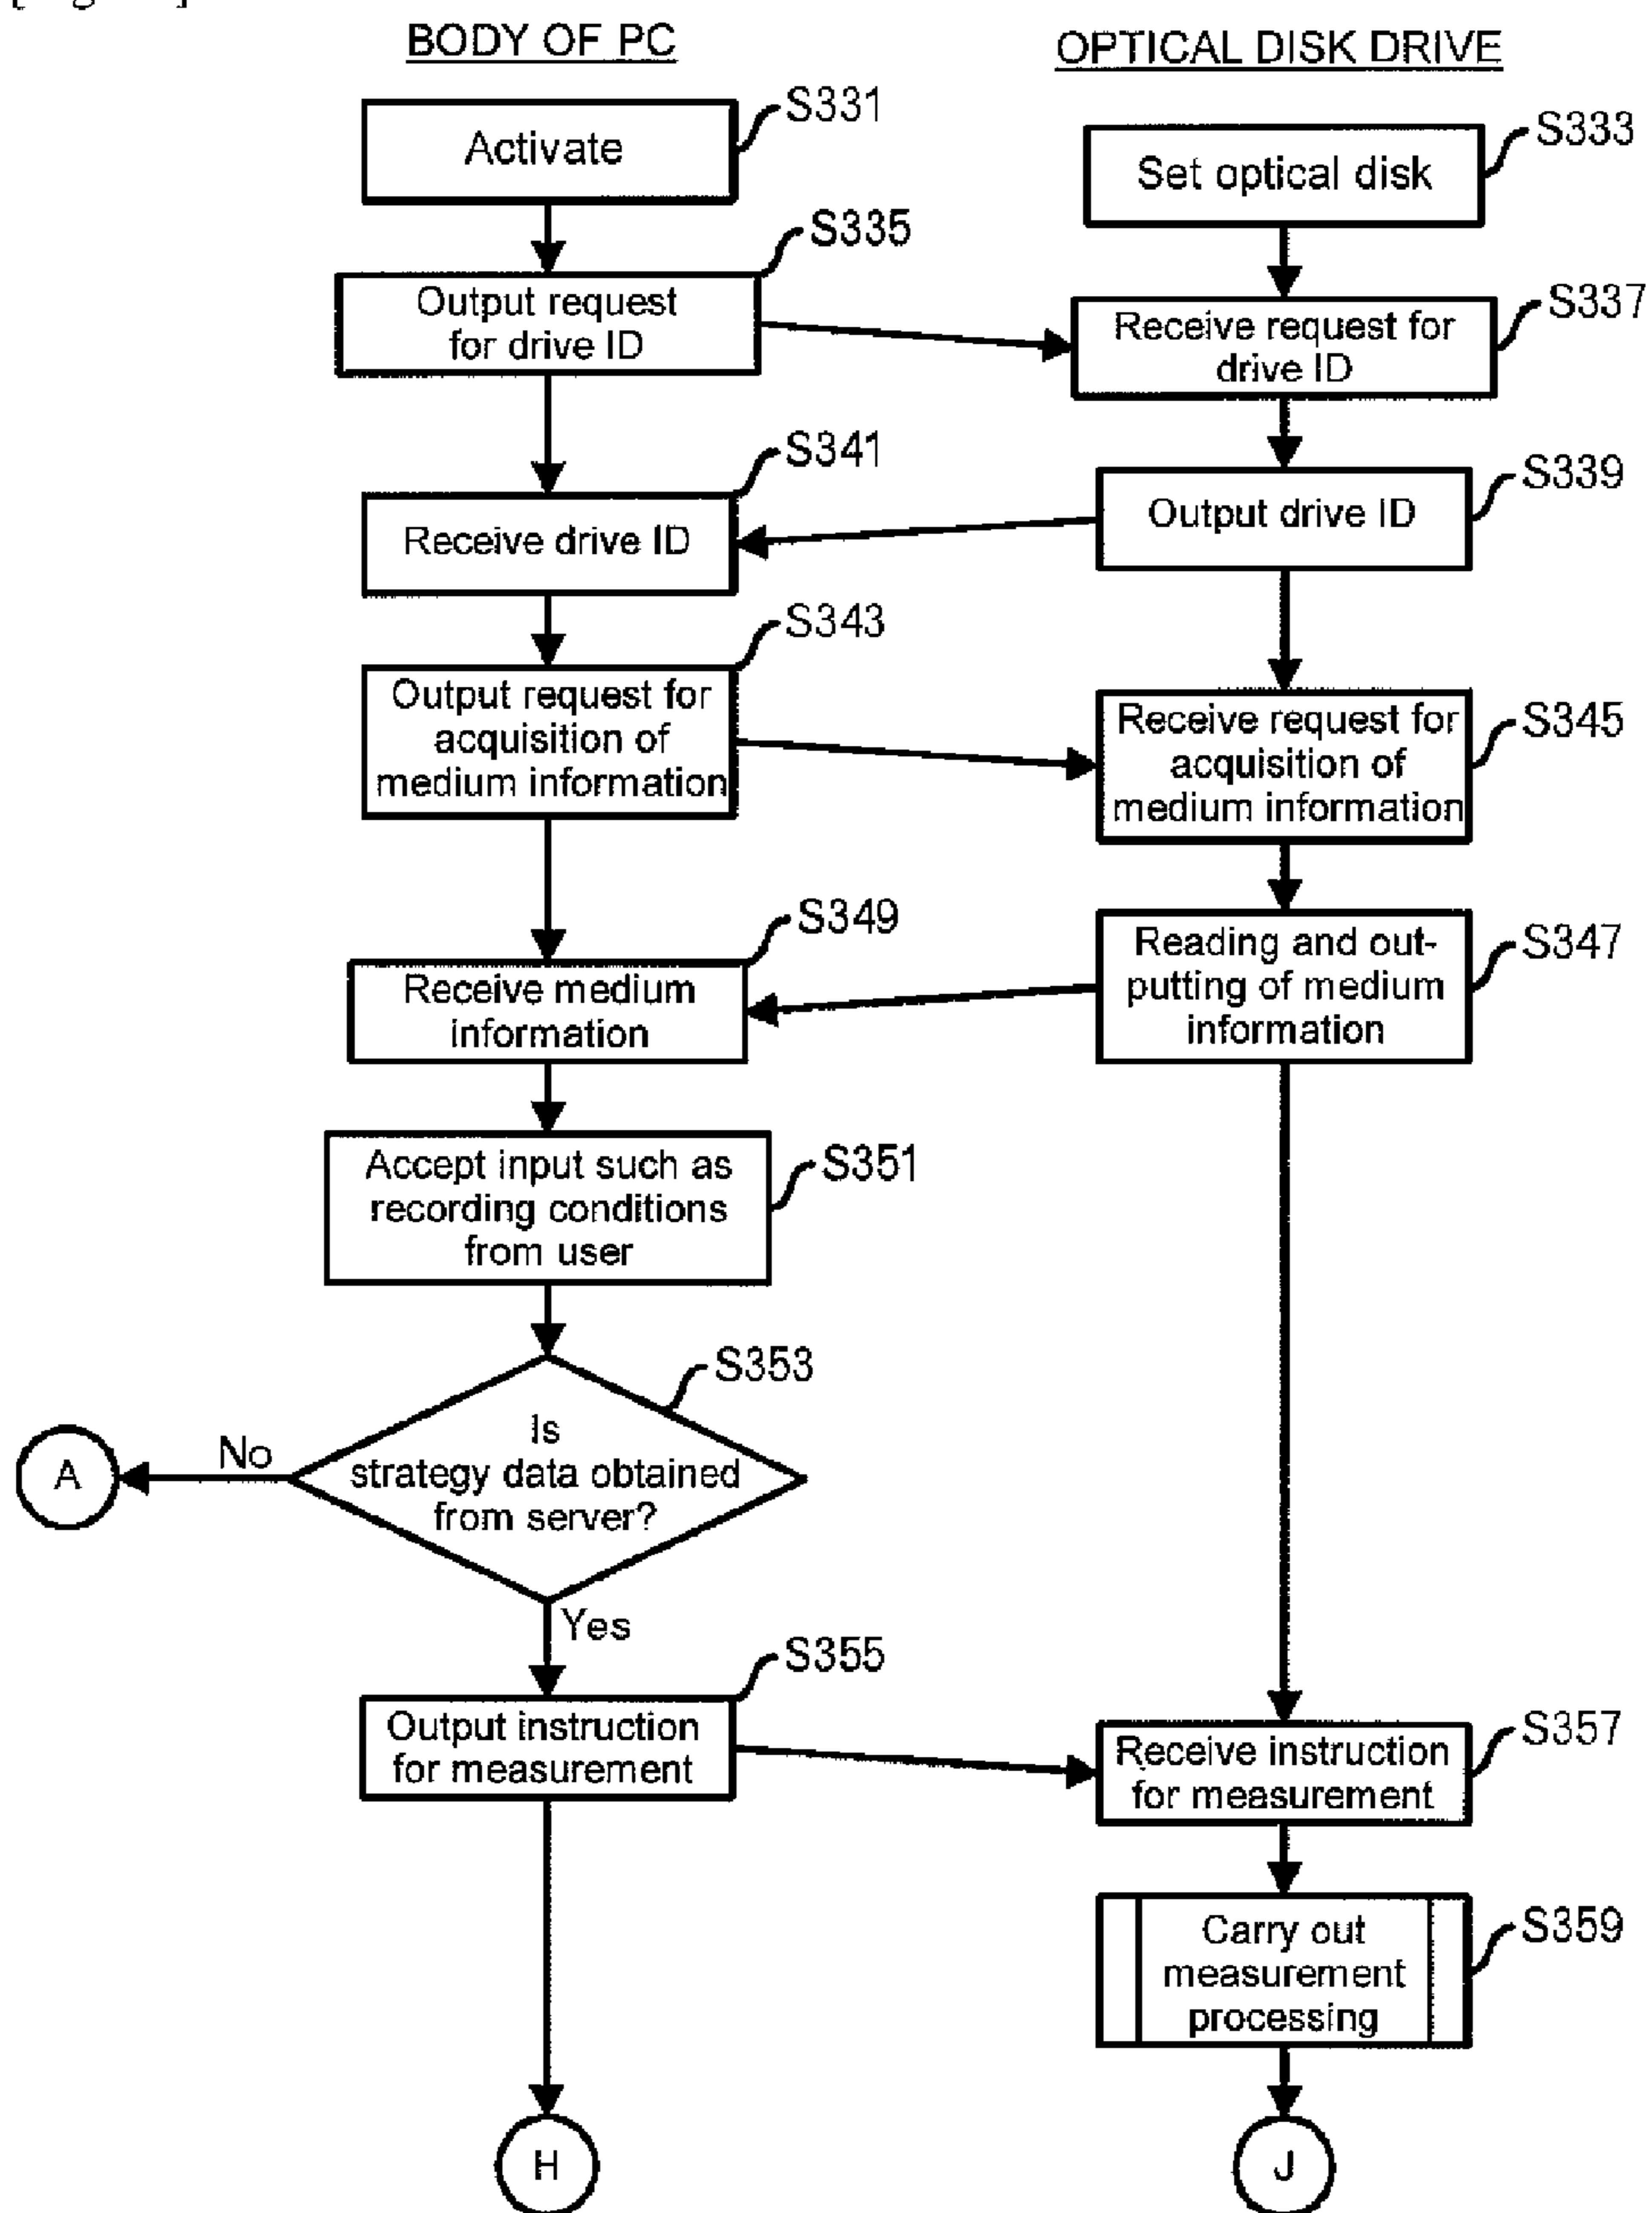 BODY OF PC
OPTICAL DISK DRIVE
S331
Activate
S333
Set optical disk
S335
Output request
for drive ID
S337
Receive request for
drive ID
S339
Output drive ID
S341
Receive drive ID
S343
Output request for
acquisition of
medium information
S345
Receive request for
acquisition of
medium information
S347
Reading and out-
putting of medium
information
S349
Receive medium
information
S351
Accept input such as
recording conditions
from user
S353
Is
strategy data obtained
from server?
No
A
Yes
S355
Output instruction
for measurement
S357
Receive instruction
for measurement
S359
Carry out
measurement
processing
H
J